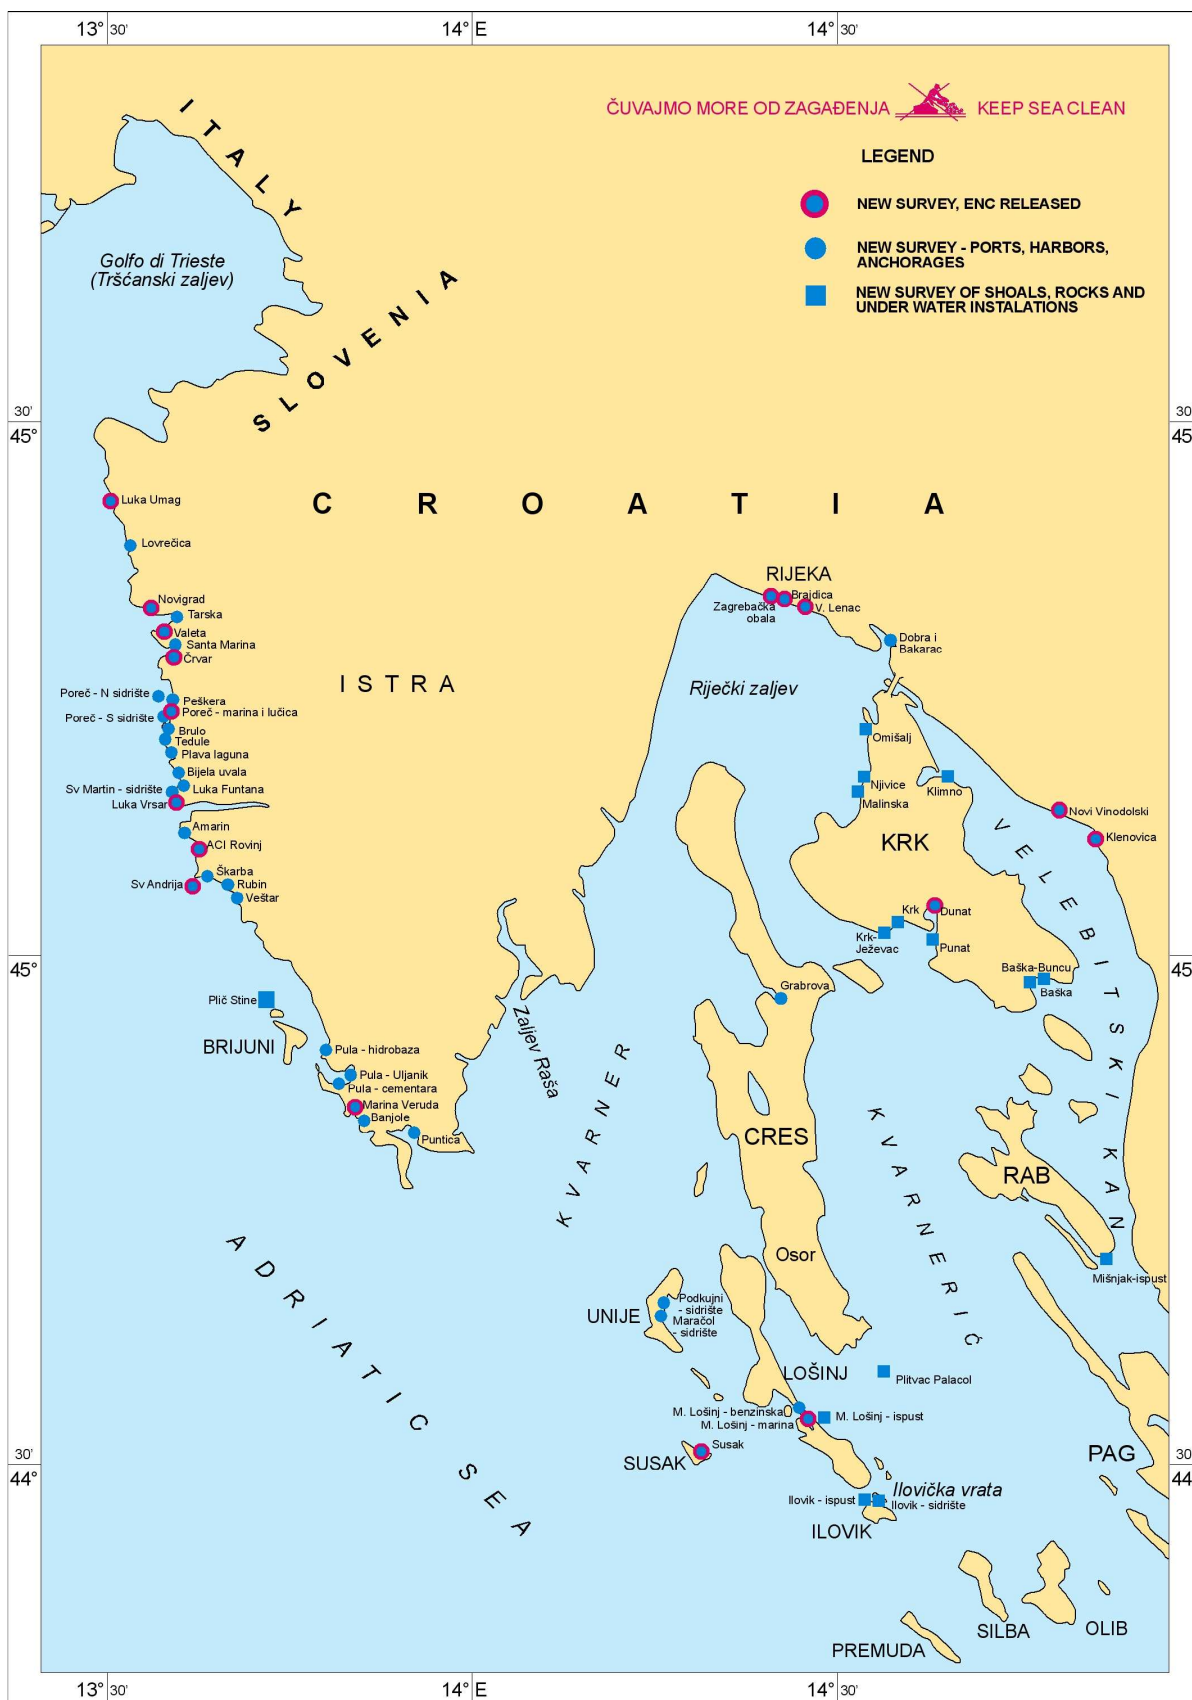 13° 30'
14° E
14° 30'
ČUVAJMO MORE OD ZAGAĐENJA
KEEP SEA CLEAN
LEGEND
NEW SURVEY, ENC RELEASED
NEW SURVEY - PORTS, HARBORS,
ANCHORAGES
NEW SURVEY OF SHOALS, ROCKS AND
UNDER WATER INSTALATIONS
ITALY
Golfo di Trieste
(Tršćanski zaljev)
SLOVENIA
30'
45°
30'
45°
CROATIA
Luka Umag
Lovrečica
RIJEKA
Brajdica
Zagrebačka
obala
V. Lenac
Novigrad
Tarska
Valeta
Santa Marina
Črvar
Dobra i
Bakarac
ISTRA
Riječki zaljev
Poreč - N sidrište
Peškera
Poreč - marina i lučica
Poreč - S sidrište
Brulo
Tedule
Plava laguna
Bijela uvala
Sv Martin - sidrište
Luka Funtana
Luka Vrsar
Omišalj
Njivice
Malinska
Klimno
Novi Vinodolski
Klenovica
Amarin
ACI Rovinj
KRK
VELEBITSKI KAN
Škarba
Sv Andrija
Rubin
Veštar
Krk
Dunat
Krk-
Ježevac
Punat
45°
45°
Baška-Buncu
Baška
Plič Stine
Grabrova
BRIJUNI
Zaljev Raša
Pula - hidrobaza
Pula - Uljanik
Pula - cementara
Marina Veruda
Banjole
Puntica
KVARNER
CRES
KVARNERIĆ
RAB
ADRIATIC SEA
Osor
Mišnjak-ispust
UNIJE
Podkujni
- sidrište
Maračol
- sidrište
LOŠINJ
Plitvac Palacol
M. Lošinj - benzinska
M. Lošinj - marina
M. Lošinj - ispust
SUSAK
Susak
PAG
30'
44°
30'
44
Ilovička vrata
Ilovik - ispust
Ilovik - sidrište
ILOVIK
SILBA
OLIB
PREMUDA
13° 30'
14° E
14° 30'